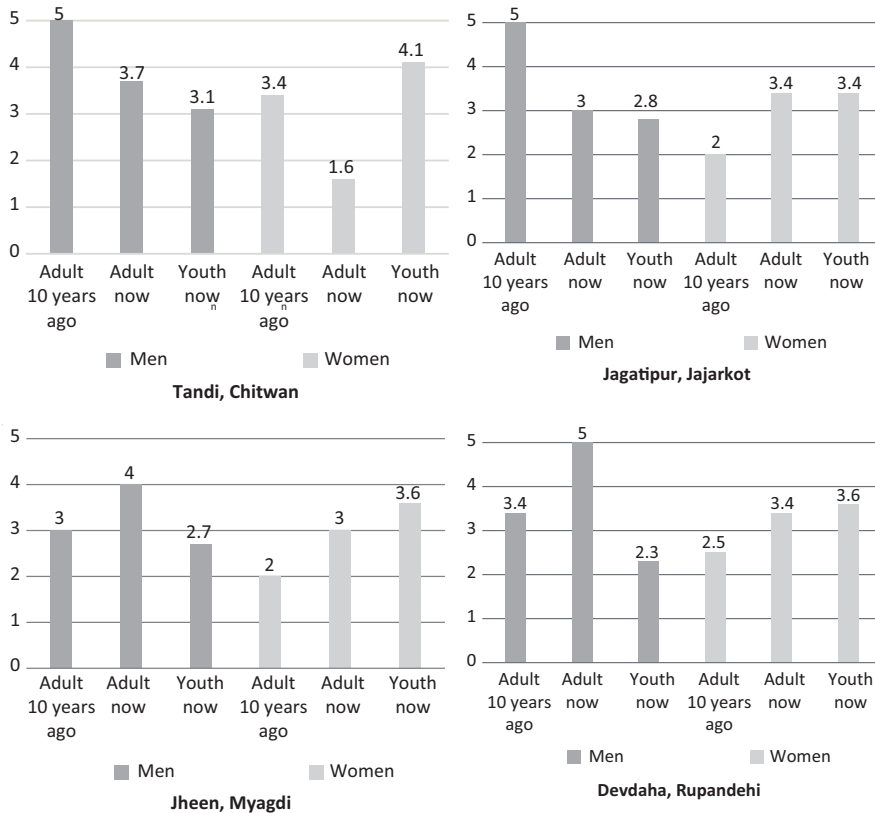 5
4
3
2
1
0
5
3.7
3.1
3.4
1.6
4.1
Adult Adult Youth Adult Adult Youth
10 years now now 10 years now now
n n
ago ago
Men Women
Tandi, Chitwan
5
4
3
2
1
0
5
3
2.8
2
3.4
3.4
Adult Adult Youth Adult Adult Youth
10 years now now 10 years now now
ago ago
Men Women
Jagatipur, Jajarkot
5
4
3
2
1
0
3
4
2.7
2
3
3.6
Adult Adult Youth Adult Adult Youth
10 years now now 10 years now now
ago ago
Men Women
Jheen, Myagdi
5
4
3
2
1
0
3.4
5
2.3
2.5
3.4
3.6
Adult Adult Youth Adult Adult Youth
10 years now now 10 years now now
ago ago
Men Women
Devdaha, Rupandehi